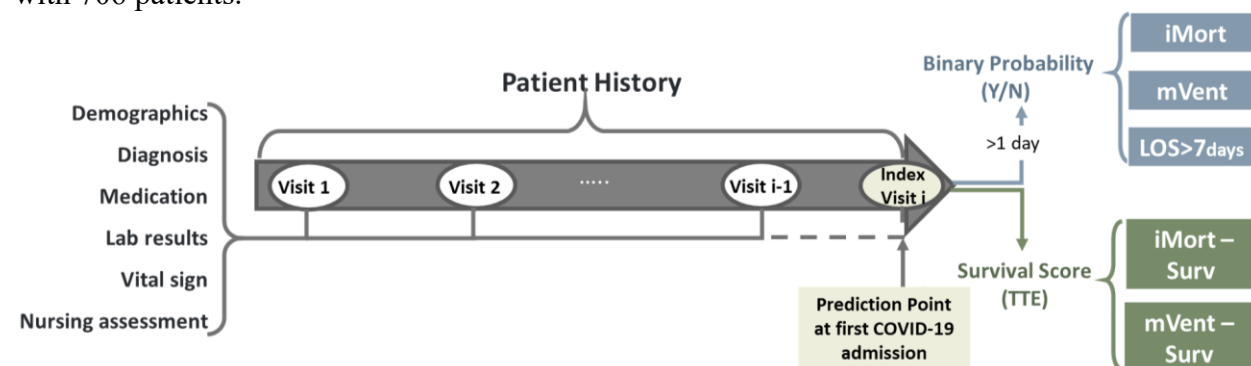 with 706 patients.
Patient History
Demographics
Diagnosis
Medication
Lab results
Vital sign
Nursing assessment
Visit 1
Visit 2
.....
Visit i-1
Index
Visit i
Prediction Point
at first COVID-19
admission
Binary Probability
(Y/N)
>1 day
iMort
mVent
LOS>7days
Survival Score
(TTE)
iMort –
Surv
mVent –
Surv